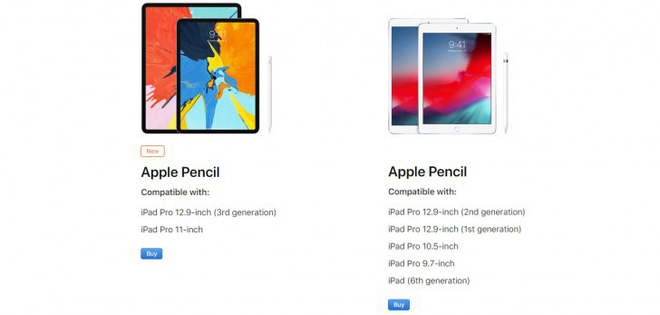 9:41
9:41
New
Apple Pencil
Compatible with:
iPad Pro 12.9-inch (3rd generation)
iPad Pro 11-inch
Buy
Apple Pencil
Compatible with:
iPad Pro 12.9-inch (2nd generation)
iPad Pro 12.9-inch (1st generation)
iPad Pro 10.5-inch
iPad Pro 9.7-inch
iPad (6th generation)
Buy